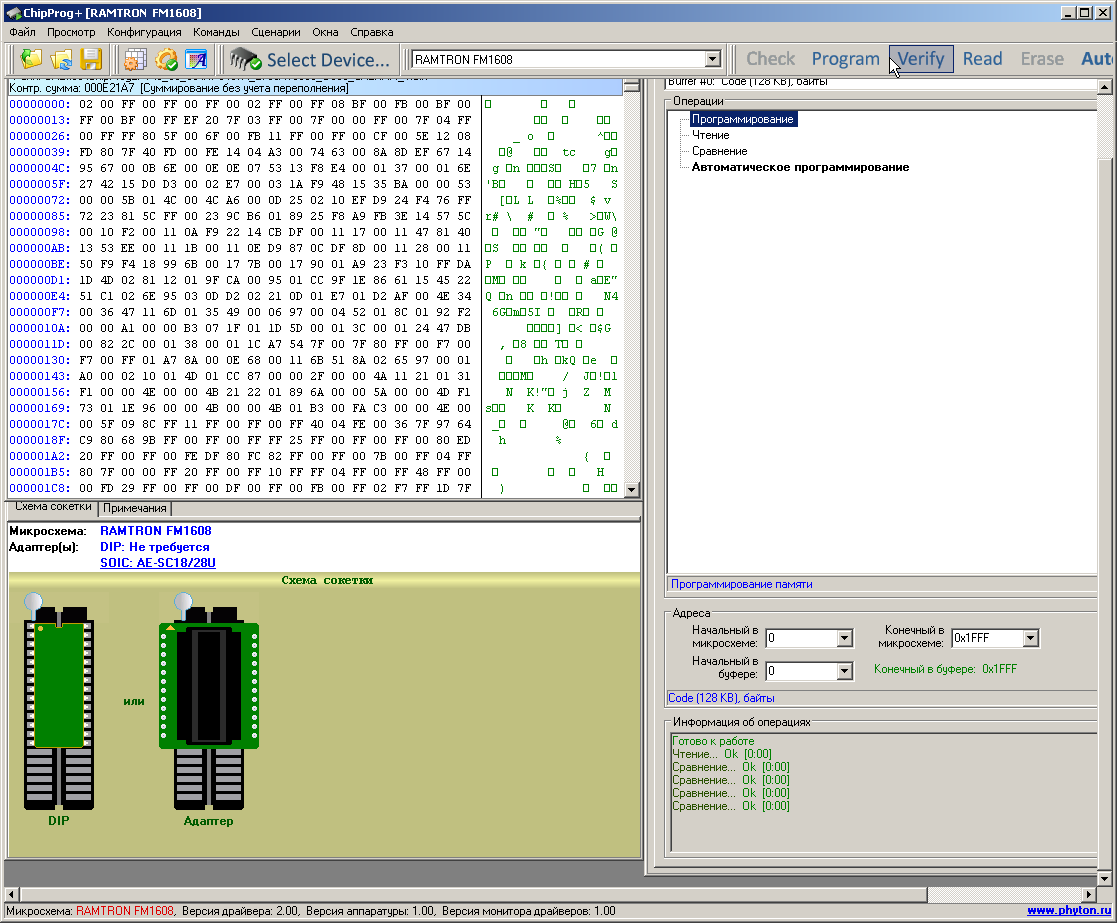 ChipProg+ [RAMTRON FM1608]
Файл Просмотр Конфигурация Команды Сценарии Окна Справка
Select Device... RAMTRON FM1608 Check Program Verify Read Erase Aut
Контр. сумма: 000E21A7 [Суммирование без учета переполнения]
00000000: 02 00 FF 00 FF 00 FF 00 02 FF 00 FF 08 BF 00 FB 00 BF 00
00000013: FF 00 BF 00 FF EF 20 7F 03 FF 00 7F 00 00 FF 00 7F 04 FF
00000026: 00 FF FF 80 5F 00 6F 00 FB 11 FF 00 00 FF 00 CF 00 5E 12 08
00000039: FD 80 7F 40 FD 00 FE 14 04 A3 00 74 63 00 8A 8D EF 67 14
0000004C: 95 67 00 0B 6E 00 0E 0E 07 53 13 F8 E4 00 01 37 00 01 6E
0000005F: 27 42 15 D0 D3 00 02 E7 00 03 1A F9 48 15 35 BA 00 00 53
00000072: 00 00 5B 01 4C 00 4C A6 00 0D 25 02 10 EF D9 24 F4 76 FF
00000085: 72 23 81 5C FF 00 23 9C B6 01 89 25 F8 A9 FB 3E 14 57 5C
00000098: 00 10 F2 00 11 0A F9 22 14 CB DF 00 11 17 00 11 47 81 40
000000AB: 13 53 EE 00 11 1B 00 11 0E D9 87 0C DF 8D 00 11 28 00 11
000000BE: 50 F9 F4 18 99 6B 00 17 7B 00 17 90 01 A9 23 F3 10 FF DA
000000D1: 1D 4D 02 81 12 01 9F CA 00 95 01 CC 9F 1E 86 61 15 45 22
000000E4: 51 C1 02 6E 95 03 0D D2 02 21 0D 01 E7 01 D2 AF 00 4E 34
000000F7: 00 36 47 11 6D 01 35 49 00 06 97 00 04 52 01 8C 01 92 F2
0000010A: 00 00 A1 00 00 B3 07 1F 01 1D 5D 00 01 3C 00 01 24 47 DB
0000011D: 00 82 2C 00 01 38 00 01 1C A7 54 7F 00 7F 80 FF 00 F7 00
00000130: F7 00 FF 01 A7 8A 00 0E 68 00 11 6B 51 8A 02 65 97 00 01
00000143: A0 00 02 10 01 4D 01 CC 87 00 00 2F 00 00 4A 11 21 01 31
00000156: F1 00 00 4E 00 00 4B 21 22 01 89 6A 00 00 5A 00 00 4D F1
00000169: 73 01 1E 96 00 00 4B 00 00 4B 01 B3 00 FA C3 00 00 4E 00
0000017C: 00 5F 09 8C FF 11 FF 00 FF 00 FF 40 04 FE 00 36 7F 97 64
0000018F: C9 80 68 9B FF 00 FF 00 FF FF 25 FF 00 FF 00 FF 00 80 ED
000001A2: 20 FF 00 FF 00 FE DF 80 FC 82 FF 00 FF 00 7B 00 FF 04 FF
000001B5: 80 7F 00 00 FF 20 FF 00 FF 10 FF FF 04 FF 00 FF 48 FF 00
000001C8: 00 FD 29 FF 00 FF 00 DF 00 FF 00 FB 00 FF 02 F7 FF 1D 7F
Схема сокетки Примечания
Микросхема: RAMTRON FM1608
Адаптер(ы): DIP: Не требуется
SOIC: AE-SC18/28U
Схема сокетки
или
DIP
Адаптер
Buffer #0: Code (128 KB), байты
Операции
Программирование
Чтение
Сравнение
Автоматическое программирование
Программирование памяти
Адреса
Начальный в микросхеме: 0 Конечный в микросхеме: 0x1FFF
Начальный в буфере: 0 Конечный в буфере: 0x1FFF
Code (128 KB), байты
Информация об операциях
Готово к работе
Чтение... Ok [0:00]
Сравнение... Ok [0:00]
Сравнение... Ok [0:00]
Сравнение... Ok [0:00]
Сравнение... Ok [0:00]
Микросхема: RAMTRON FM1608, Версия драйвера: 2.00, Версия аппаратуры: 1.00, Версия монитора драйверов: 1.00
www.phyton.ru